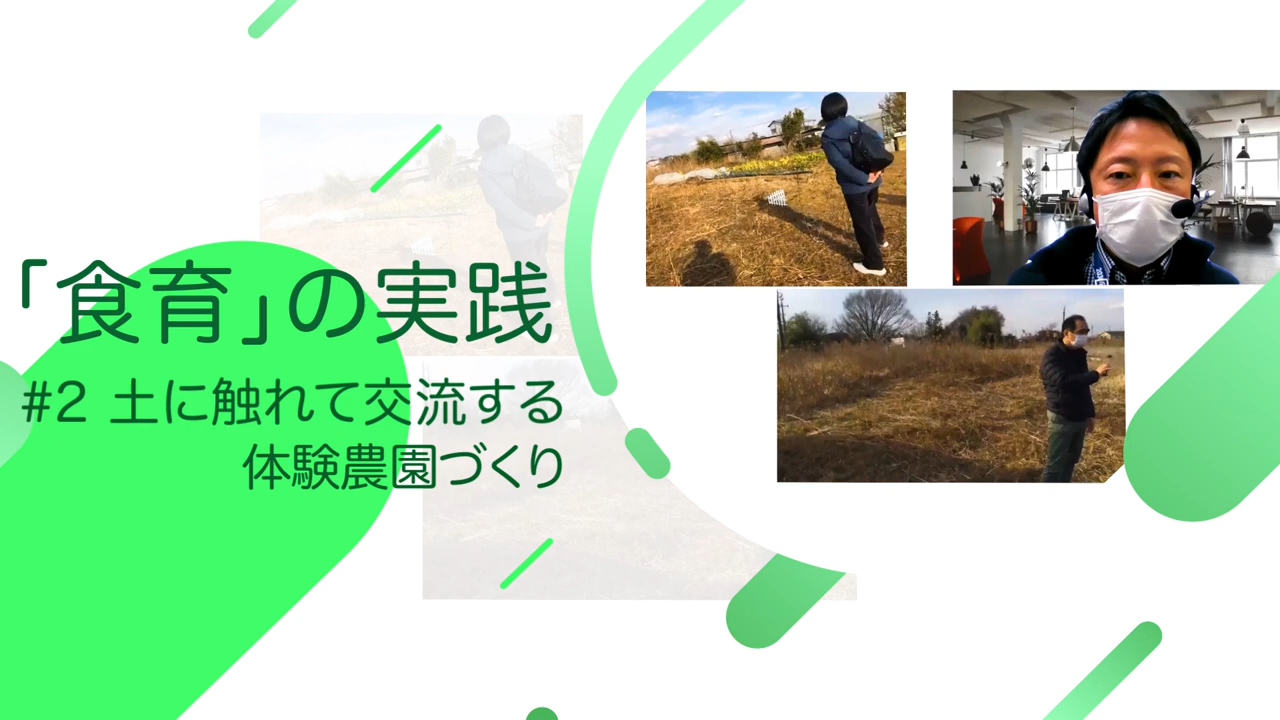 「食育」の実践
#2 土に触れて交流する
体験農園づくり